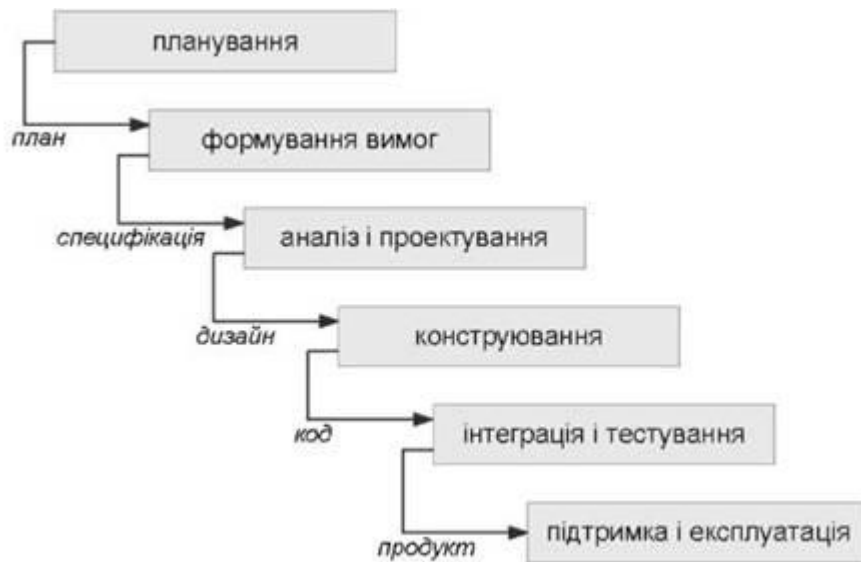 планування
план
формування вимог
специфікація
аналіз і проектування
дизайн
конструювання
код
інтеграція і тестування
продукт
підтримка і експлуатація